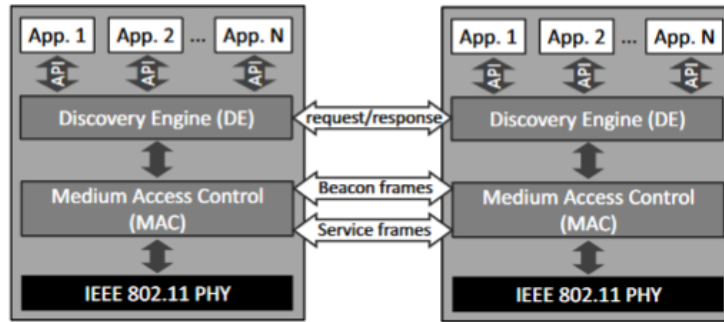 App. 1 App. 2 ... App. N
API API API
Discovery Engine (DE)
Medium Access Control
(MAC)
IEEE 802.11 PHY
request/response
Beacon frames
Service frames
App. 1 App. 2 ... App. N
API API API
Discovery Engine (DE)
Medium Access Control
(MAC)
IEEE 802.11 PHY